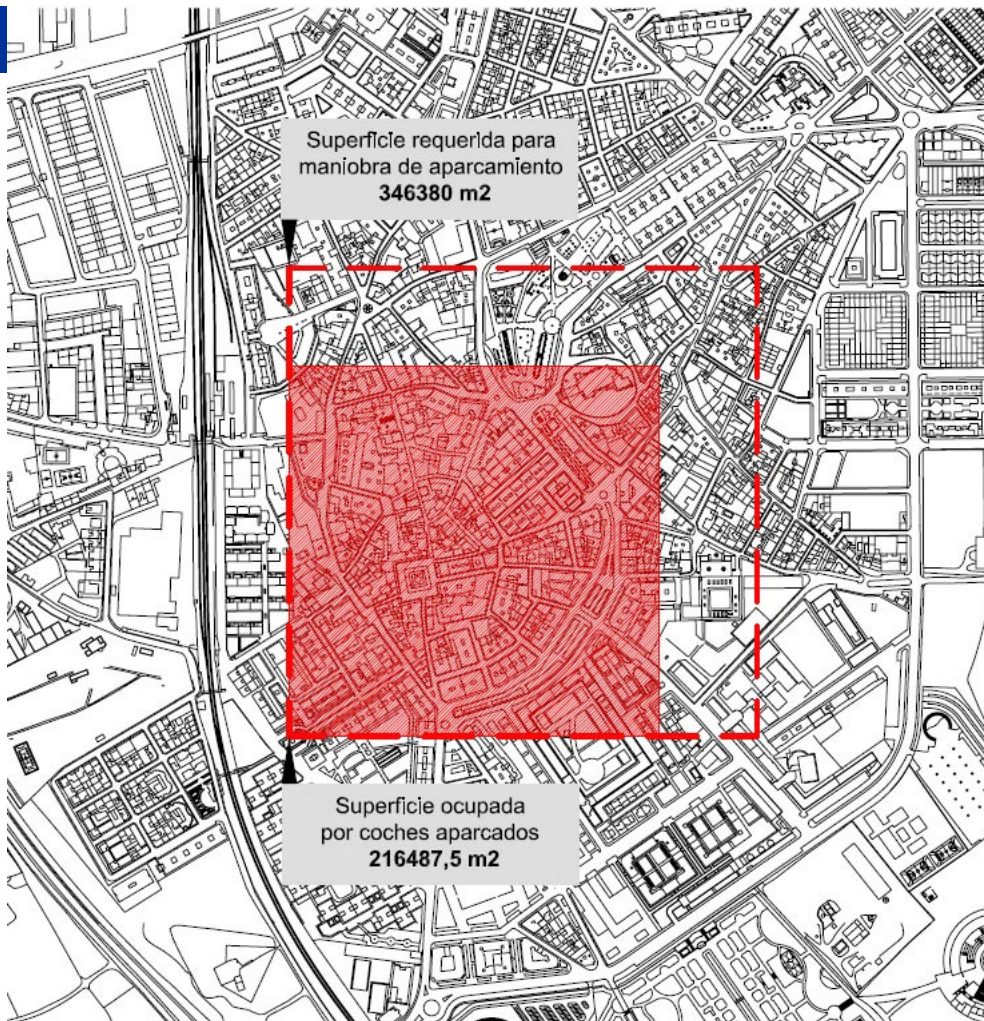 Superficie requerida para
maniobra de aparcamiento
346380 m2
Superficie ocupada
por coches aparcados
216487,5 m2